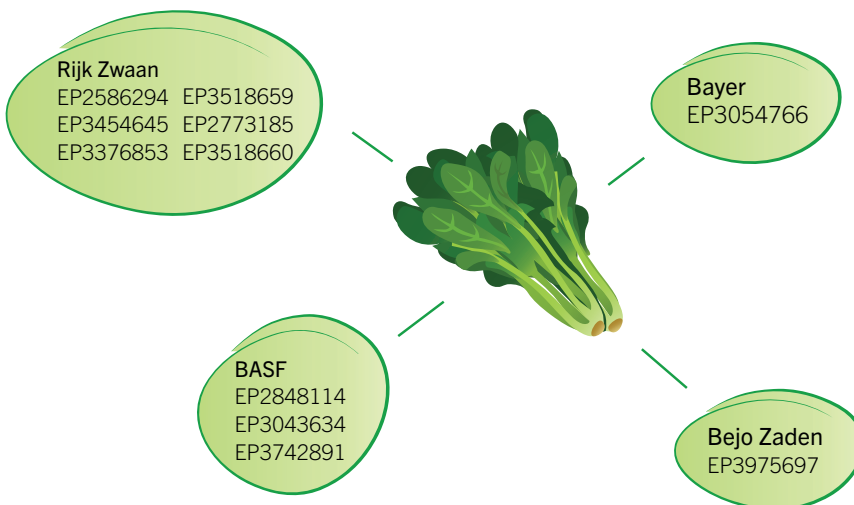 Rijk Zwaan
EP2586294 EP3518659
EP3454645 EP2773185
EP3376853 EP3518660
Bayer
EP3054766
BASF
EP2848114
EP3043634
EP3742891
Bejo Zaden
EP3975697